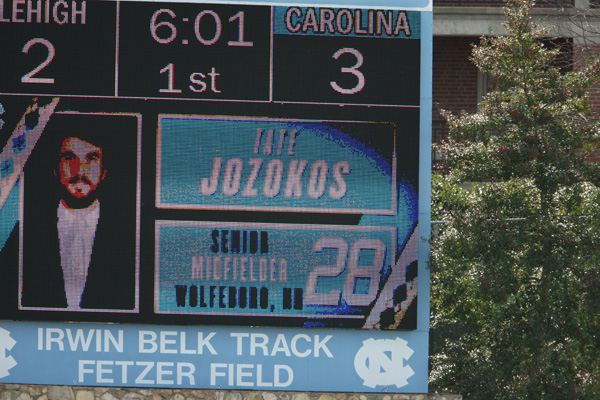 LEHIGH 6:01 CAROLINA
2 1st 3
TATE
JOZOKOS
SENIOR
MIDFIELDER 28
WOLFEBORO, NH
IRWIN BELK TRACK
FETZER FIELD NC